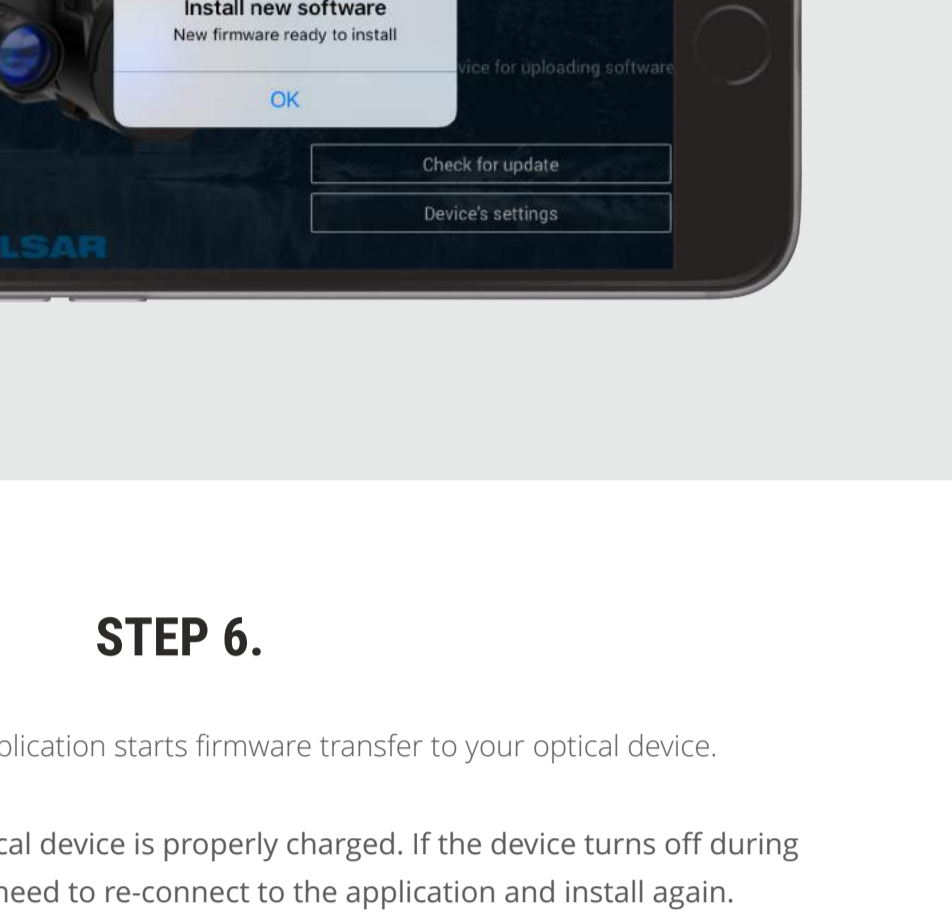 Install new software
New firmware ready to install
vice for uploading software
OK
Check for update
Device's settings
LSAR
STEP 6.
plication starts firmware transfer to your optical device.
cal device is properly charged. If the device turns off during
need to re-connect to the application and install again.